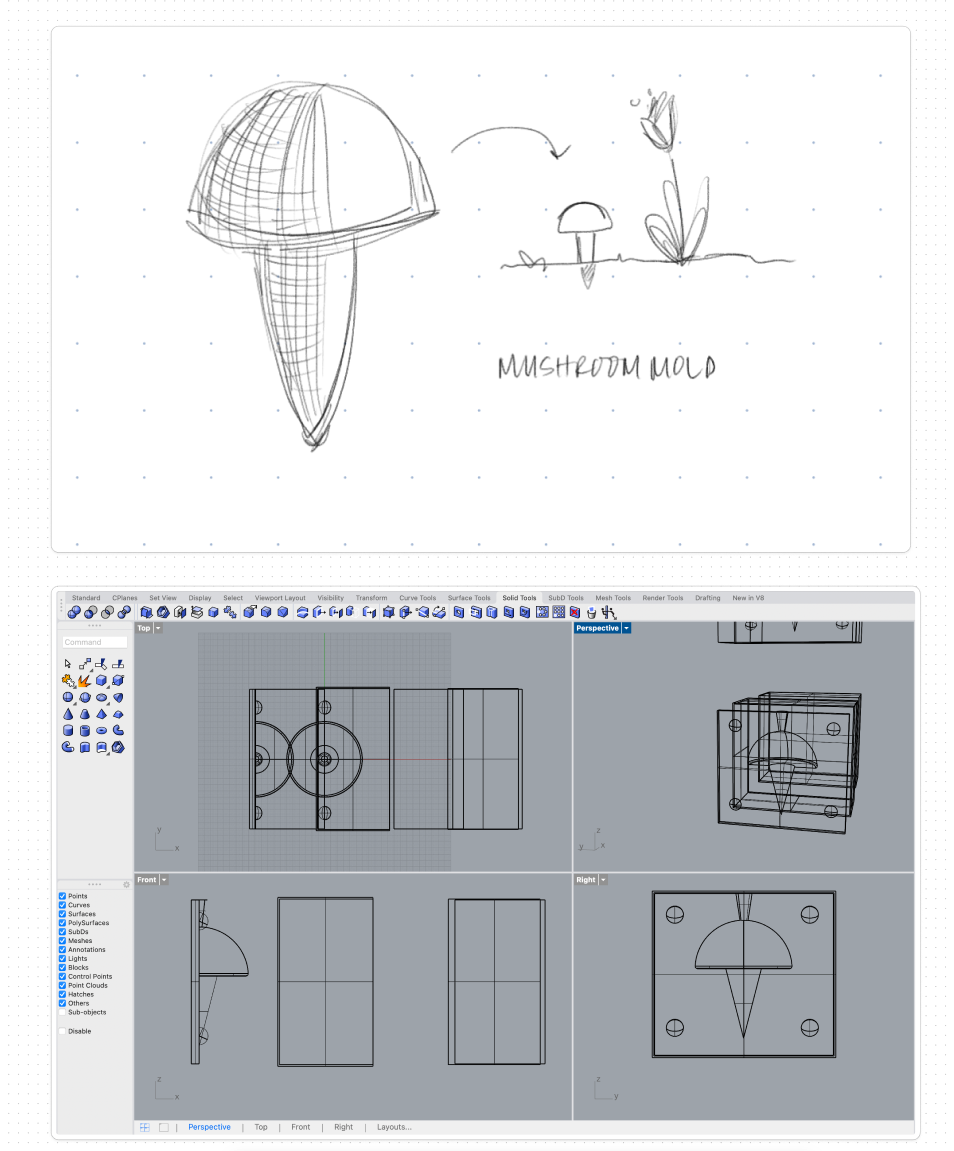 MUSHROOM MOLD
Standard CPlanes Set View Display Select Viewport Layout Visibility Transform Curve Tools Surface Tools Solid Tools SubD Tools Mesh Tools Render Tools Drafting New in V8
Command
Top
Perspective
y
x
z
y
x
Front
Right
Points
Curves
Surfaces
PolySurfaces
SubDs
Meshes
Annotations
Lights
Blocks
Control Points
Point Clouds
Hatches
Others
Sub-objects
Disable
z
x
z
y
Perspective | Top | Front | Right | Layouts...